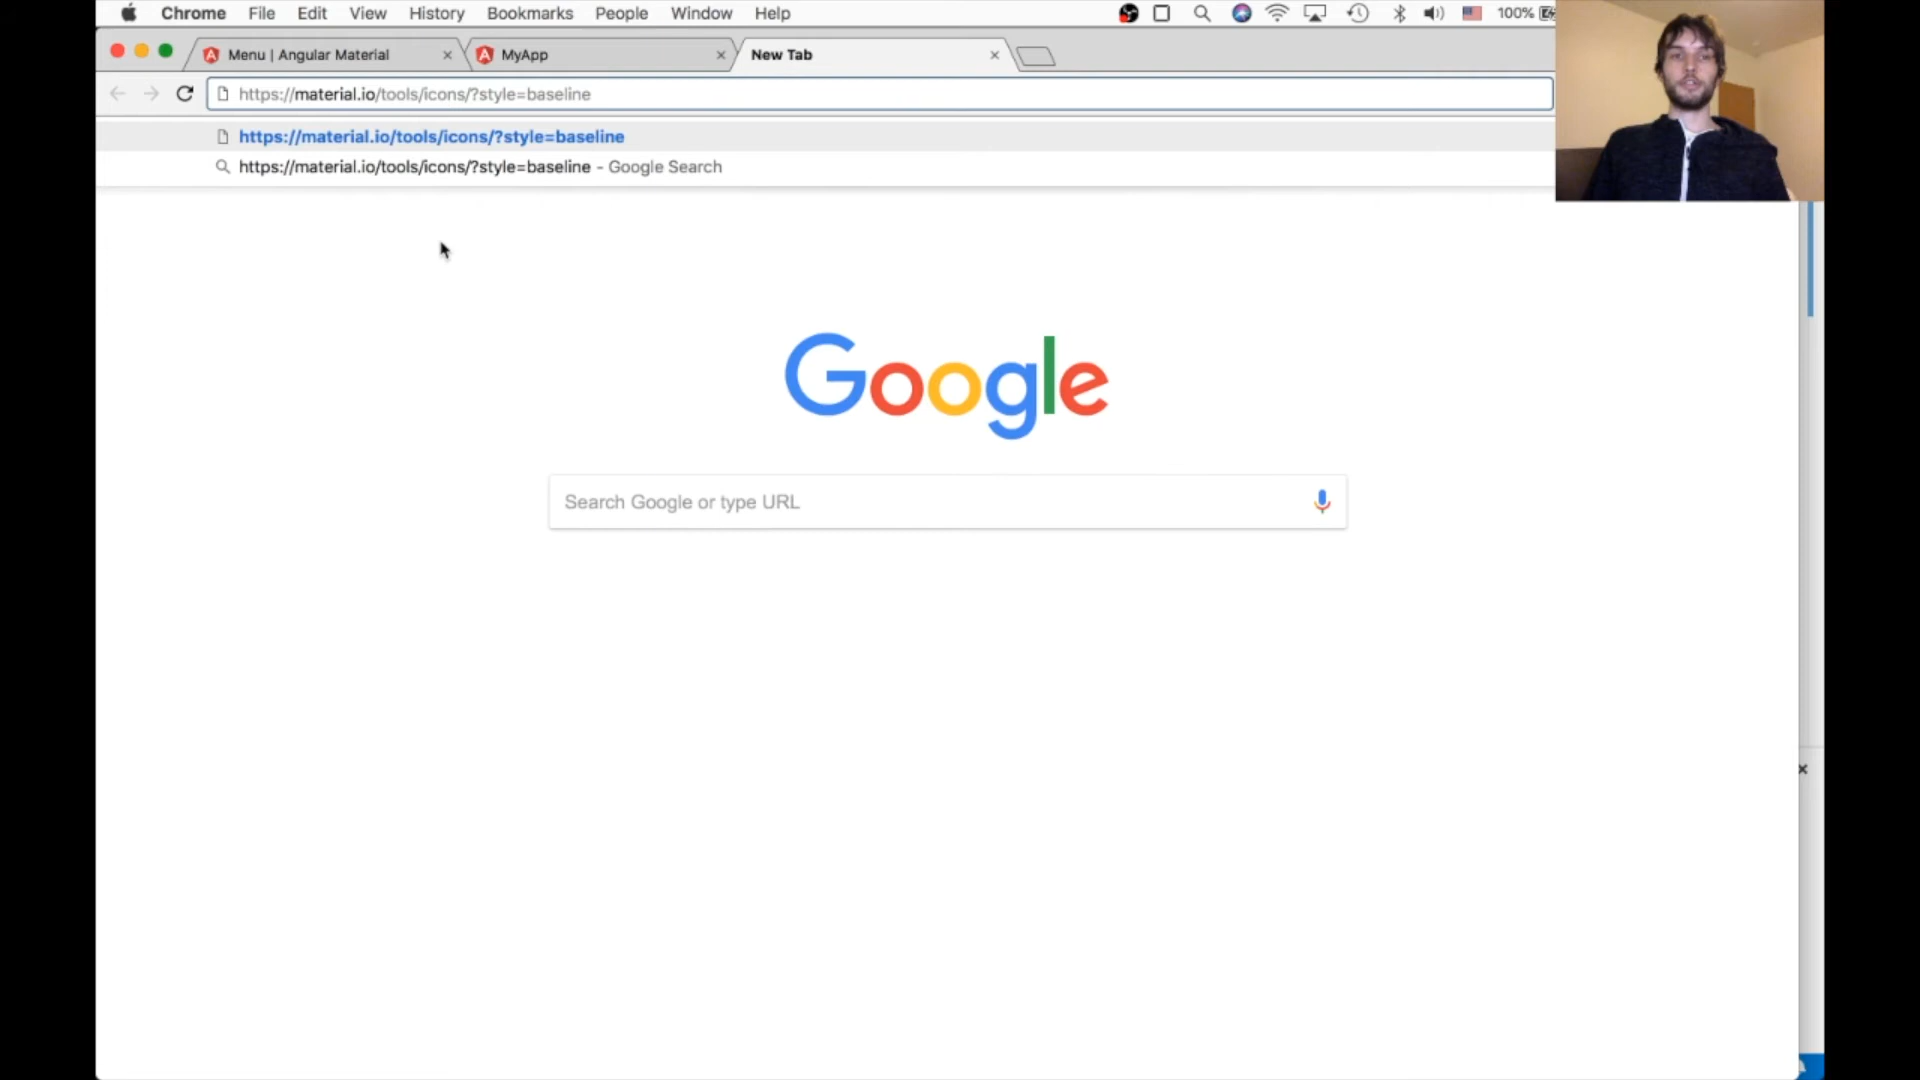 Chrome File Edit View History Bookmarks People Window Help 100%
Menu | Angular Material MyApp New Tab
https://material.io/tools/icons/?style=baseline
https://material.io/tools/icons/?style=baseline
https://material.io/tools/icons/?style=baseline - Google Search
Google
Search Google or type URL